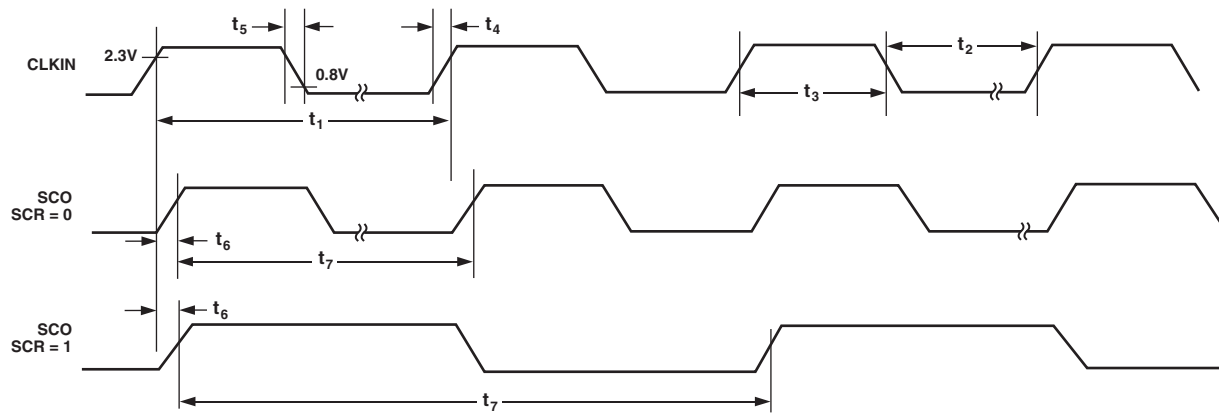 t5
t4
CLKIN
2.3V
0.8V
t2
t3
t1
SCO
SCR = 0
t6
t7
t6
SCO
SCR = 1
t7